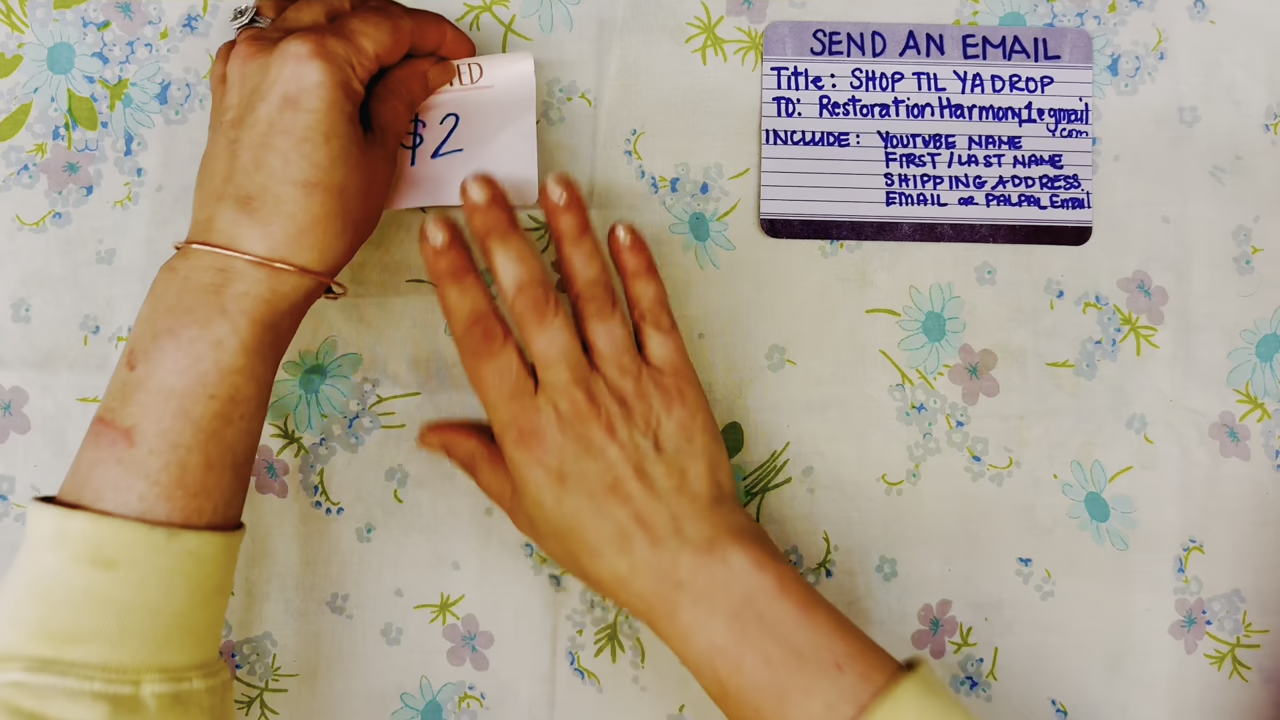 $2
SEND AN EMAIL
Title: SHOP TIL YA DROP
TO: RestorationHarmony1@gmail
.com
INCLUDE: YOUTUBE NAME
FIRST/LAST NAME
SHIPPING ADDRESS.
EMAIL or PALPAL Email